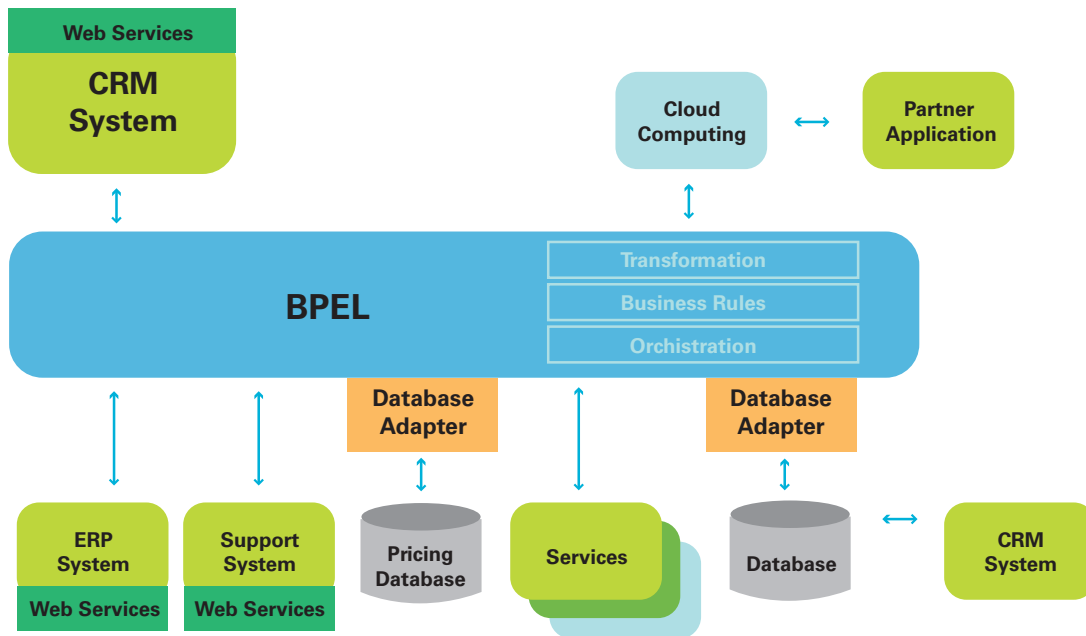 Web Services
CRM
System
Cloud
Computing
Partner
Application
BPEL
Transformation
Business Rules
Orchistration
Database
Adapter
Database
Adapter
ERP
System
Web Services
Support
System
Web Services
Pricing
Database
Services
Database
CRM
System